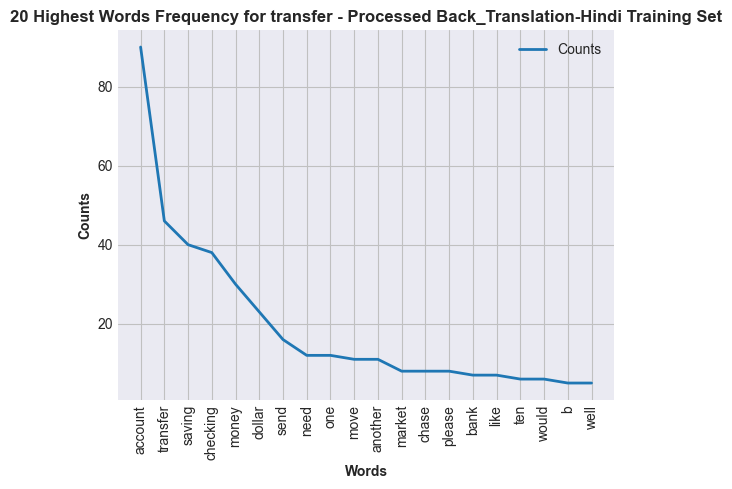 20 Highest Words Frequency for transfer - Processed Back_Translation-Hindi Training Set
Counts
Counts
80
60
40
20
account
transfer
saving
checking
money
dollar
send
need
one
move
another
market
chase
please
bank
like
ten
would
b
well
Words